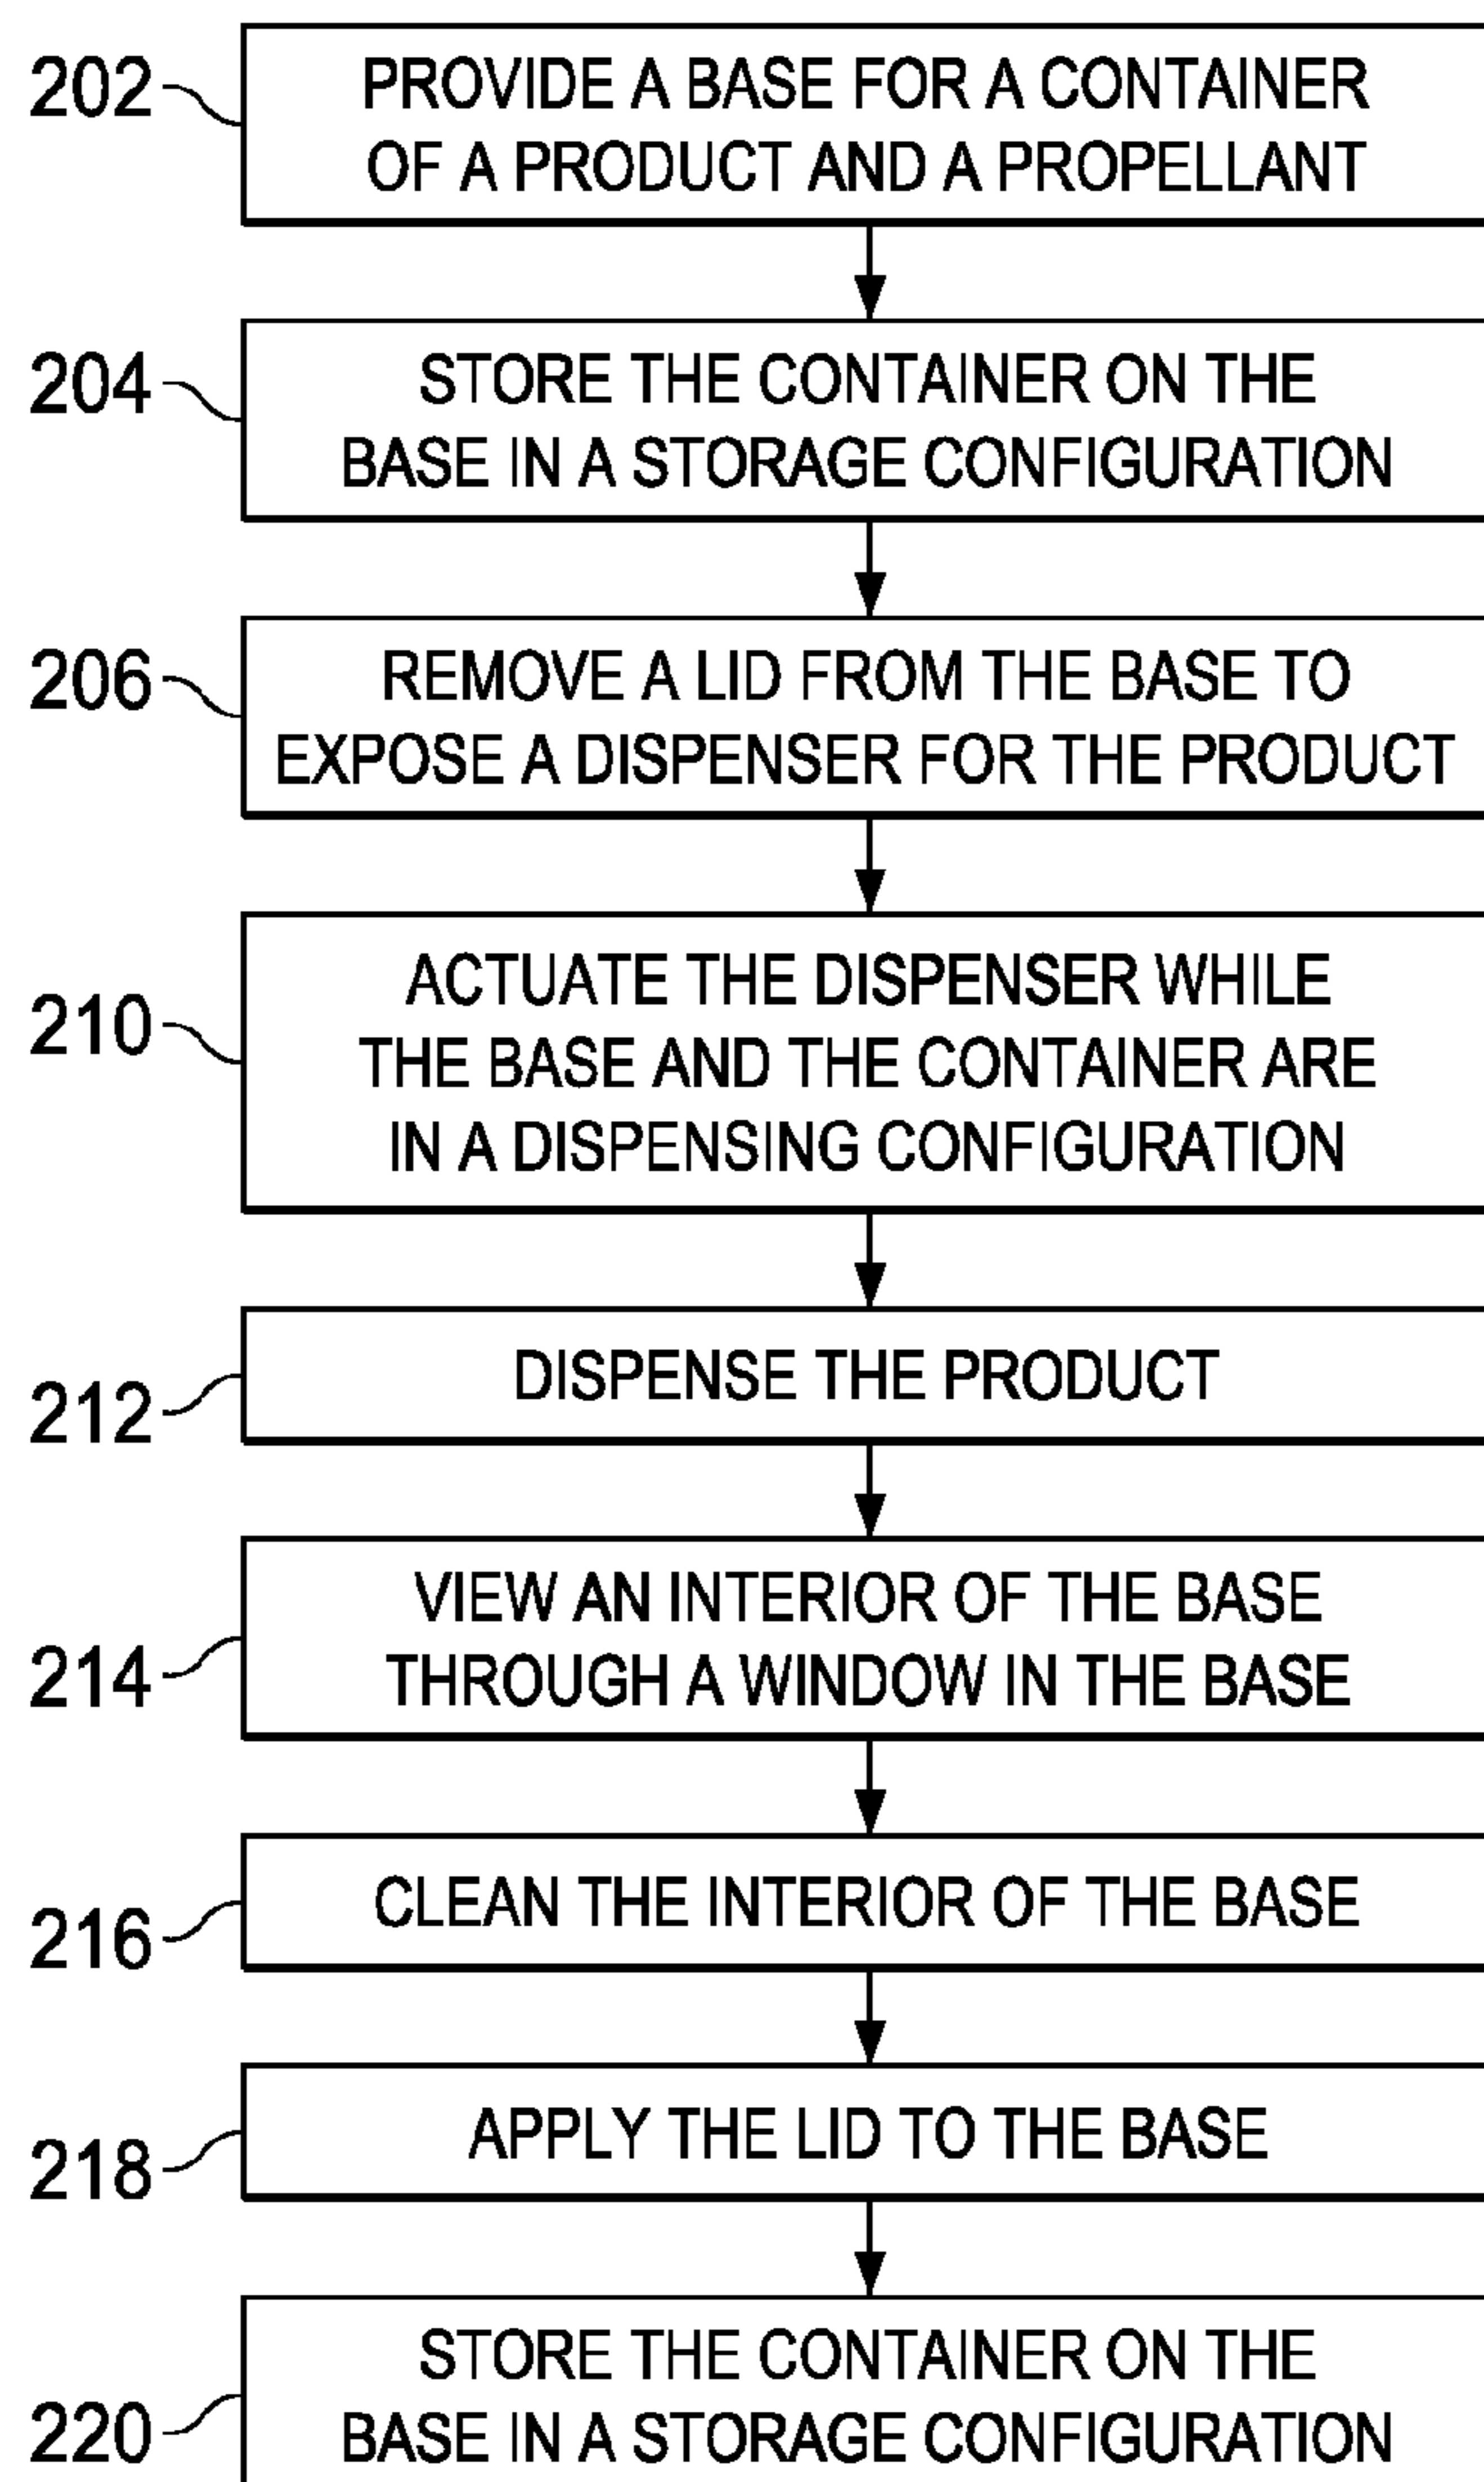 202
PROVIDE A BASE FOR A CONTAINER
OF A PRODUCT AND A PROPELLANT
204
STORE THE CONTAINER ON THE
BASE IN A STORAGE CONFIGURATION
206
REMOVE A LID FROM THE BASE TO
EXPOSE A DISPENSER FOR THE PRODUCT
210
ACTUATE THE DISPENSER WHILE
THE BASE AND THE CONTAINER ARE
IN A DISPENSING CONFIGURATION
212
DISPENSE THE PRODUCT
214
VIEW AN INTERIOR OF THE BASE
THROUGH A WINDOW IN THE BASE
216
CLEAN THE INTERIOR OF THE BASE
218
APPLY THE LID TO THE BASE
220
STORE THE CONTAINER ON THE
BASE IN A STORAGE CONFIGURATION